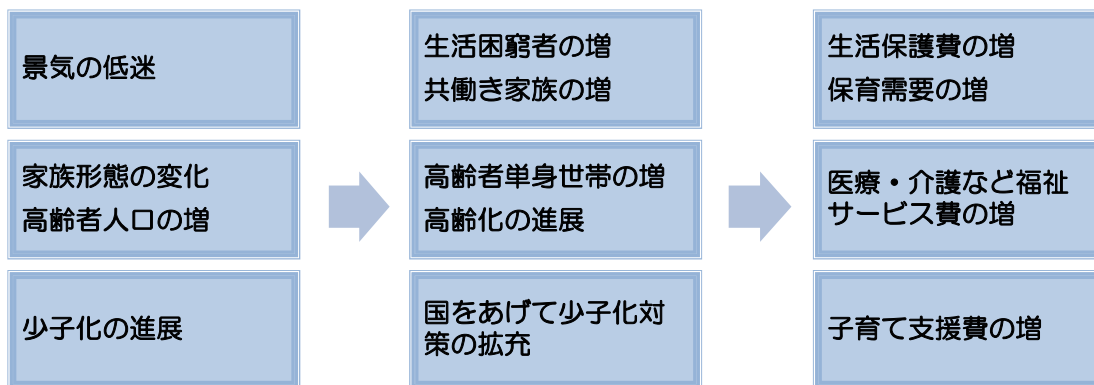 景気の低迷
生活困窮者の増
共働き家族の増
生活保護費の増
保育需要の増
家族形態の変化
高齢者人口の増
高齢者単身世帯の増
高齢化の進展
医療・介護など福祉
サービス費の増
少子化の進展
国をあげて少子化対
策の拡充
子育て支援費の増